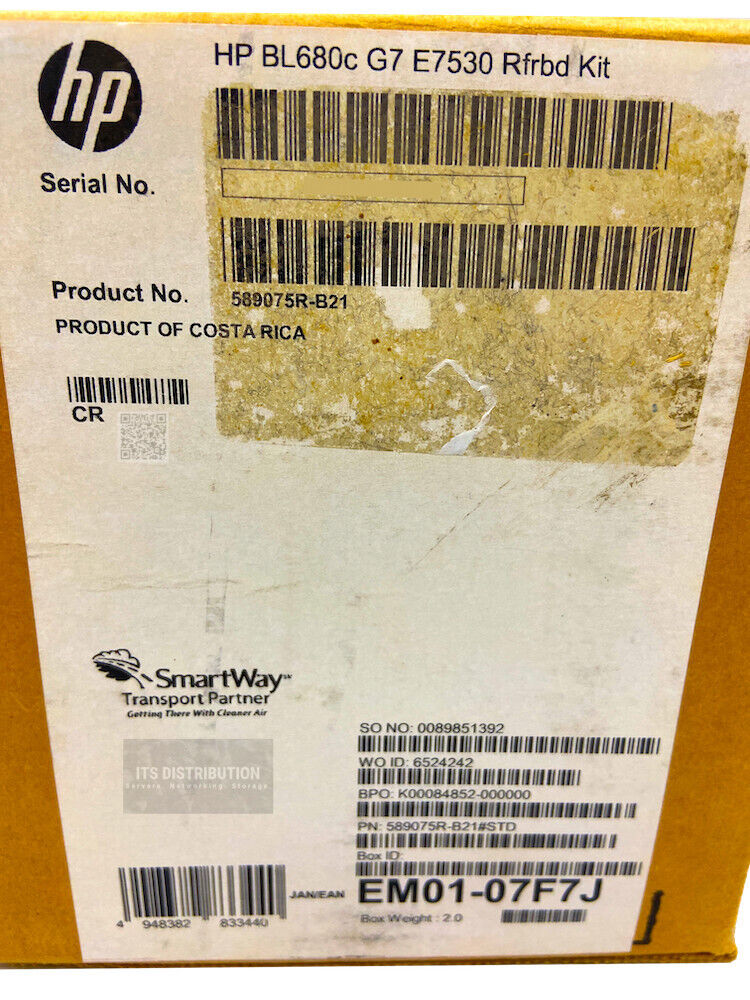 hp
HP BL680c G7 E7530 Rfrbd Kit
Serial No.
Product No. 589075R-B21
PRODUCT OF COSTA RICA
CR
SmartWay SM
Transport Partner
Getting There With Cleaner Air
ITS DISTRIBUTION
Servers. Networking. Storage
SO NO: 0089851392
WO ID: 6524242
BPO: K00084852-000000
PN: 589075R-B21#STD
Box ID:
EM01-07F7J
Box Weight : 2.0
JAN/EAN
4 948382 833440